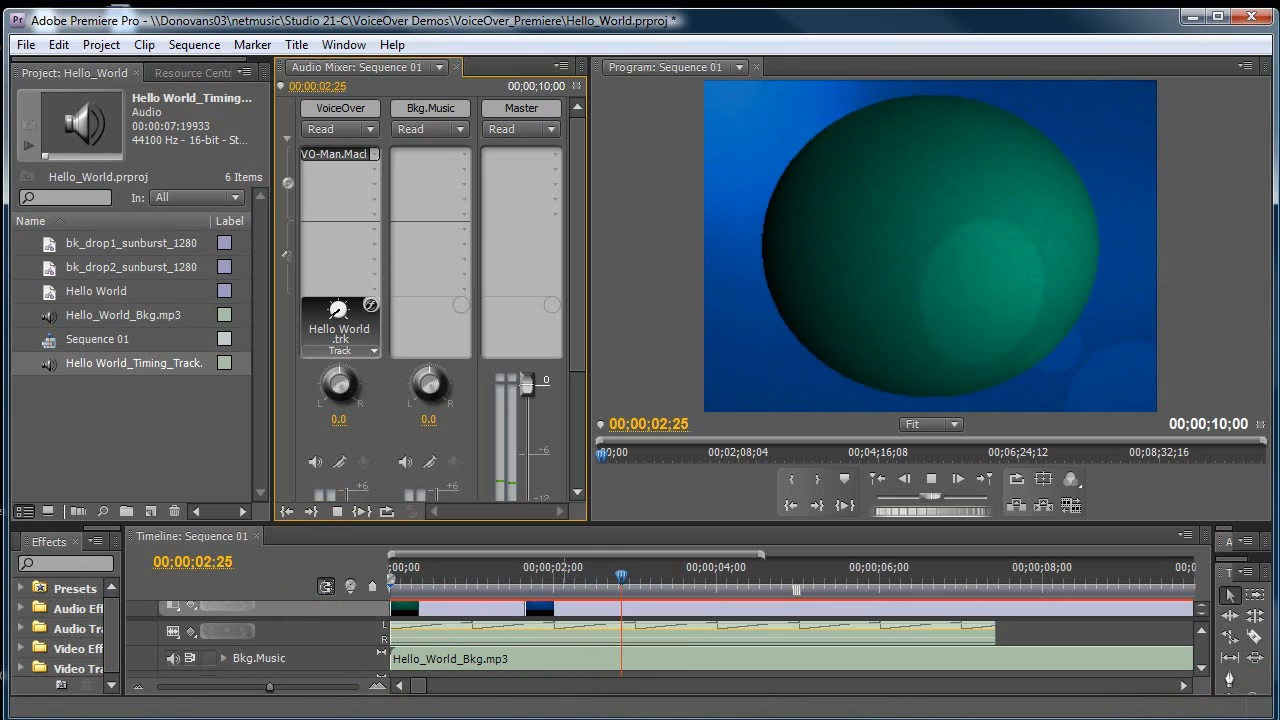 Pr Adobe Premiere Pro - \\Donovans03\netmusic\Studio 21-C\VoiceOver Demos\VoiceOver_Premiere\Hello_World.prproj *
File Edit Project Clip Sequence Marker Title Window Help
Project: Hello_World
Resource Centr
Hello World_Timing...
Audio
00:00:07:19933
44100 Hz - 16-bit - St...
Hello_World.prproj 6 Items
In: All
Name Label
bk_drop1_sunburst_1280
bk_drop2_sunburst_1280
Hello World
Hello_World_Bkg.mp3
Sequence 01
Hello World_Timing_Track.
Audio Mixer: Sequence 01
00;00;02;25 00;00;10;00
VoiceOver Bkg.Music Master
Read Read Read
VO-Man.Macl
Hello World
.trk
Track
L R L R
0.0 0.0
0
-6
+6 +6
-12
Program: Sequence 01
00;00;02;25 Fit 00;00;10;00
00;00 00;02;08;04 00;04;16;08 00;06;24;12 00;08;32;16
Effects
Presets
Audio Eff
Audio Tra
Video Eff
Video Tra
Timeline: Sequence 01
00;00;02;25
;00;00 00;00;02;00 00;00;04;00 00;00;06;00 00;00;08;00 00;0
L
R
Bkg.Music
Hello_World_Bkg.mp3
A
T